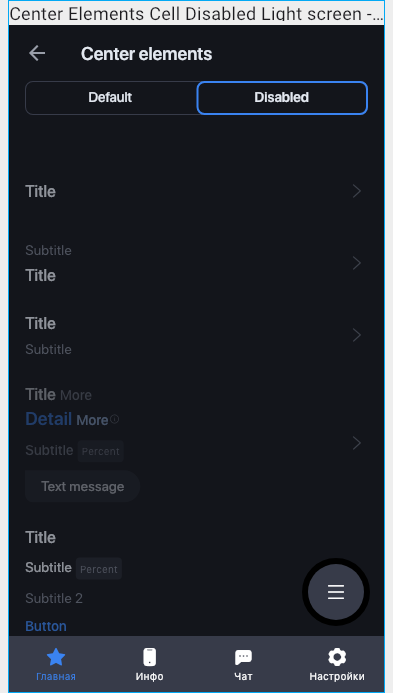 Center Elements Cell Disabled Light screen -...
Center elements
Default Disabled
Title
Subtitle
Title
Title
Subtitle
Title More
Detail More
Subtitle Percent
Text message
Title
Subtitle Percent
Subtitle 2
Button
Главная Инфо Чат Настройки